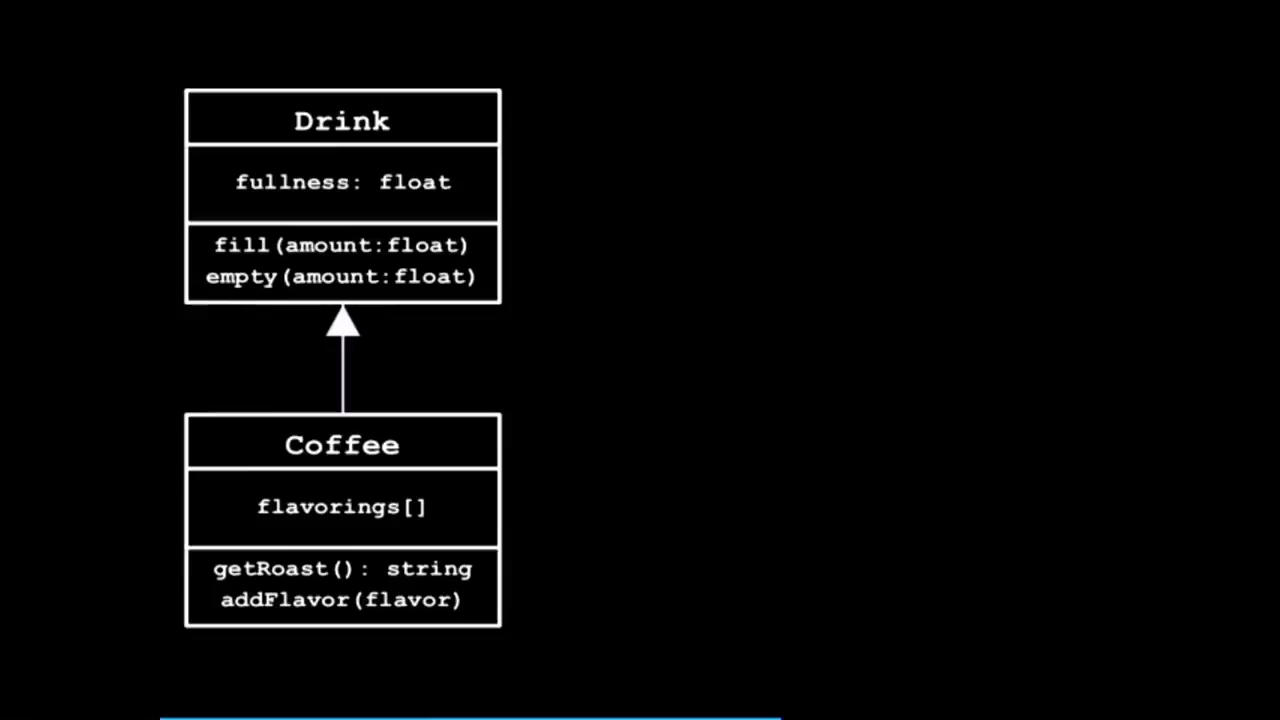 Drink
fullness: float
fill(amount:float)
empty(amount:float)
Coffee
flavorings[]
getRoast(): string
addFlavor(flavor)